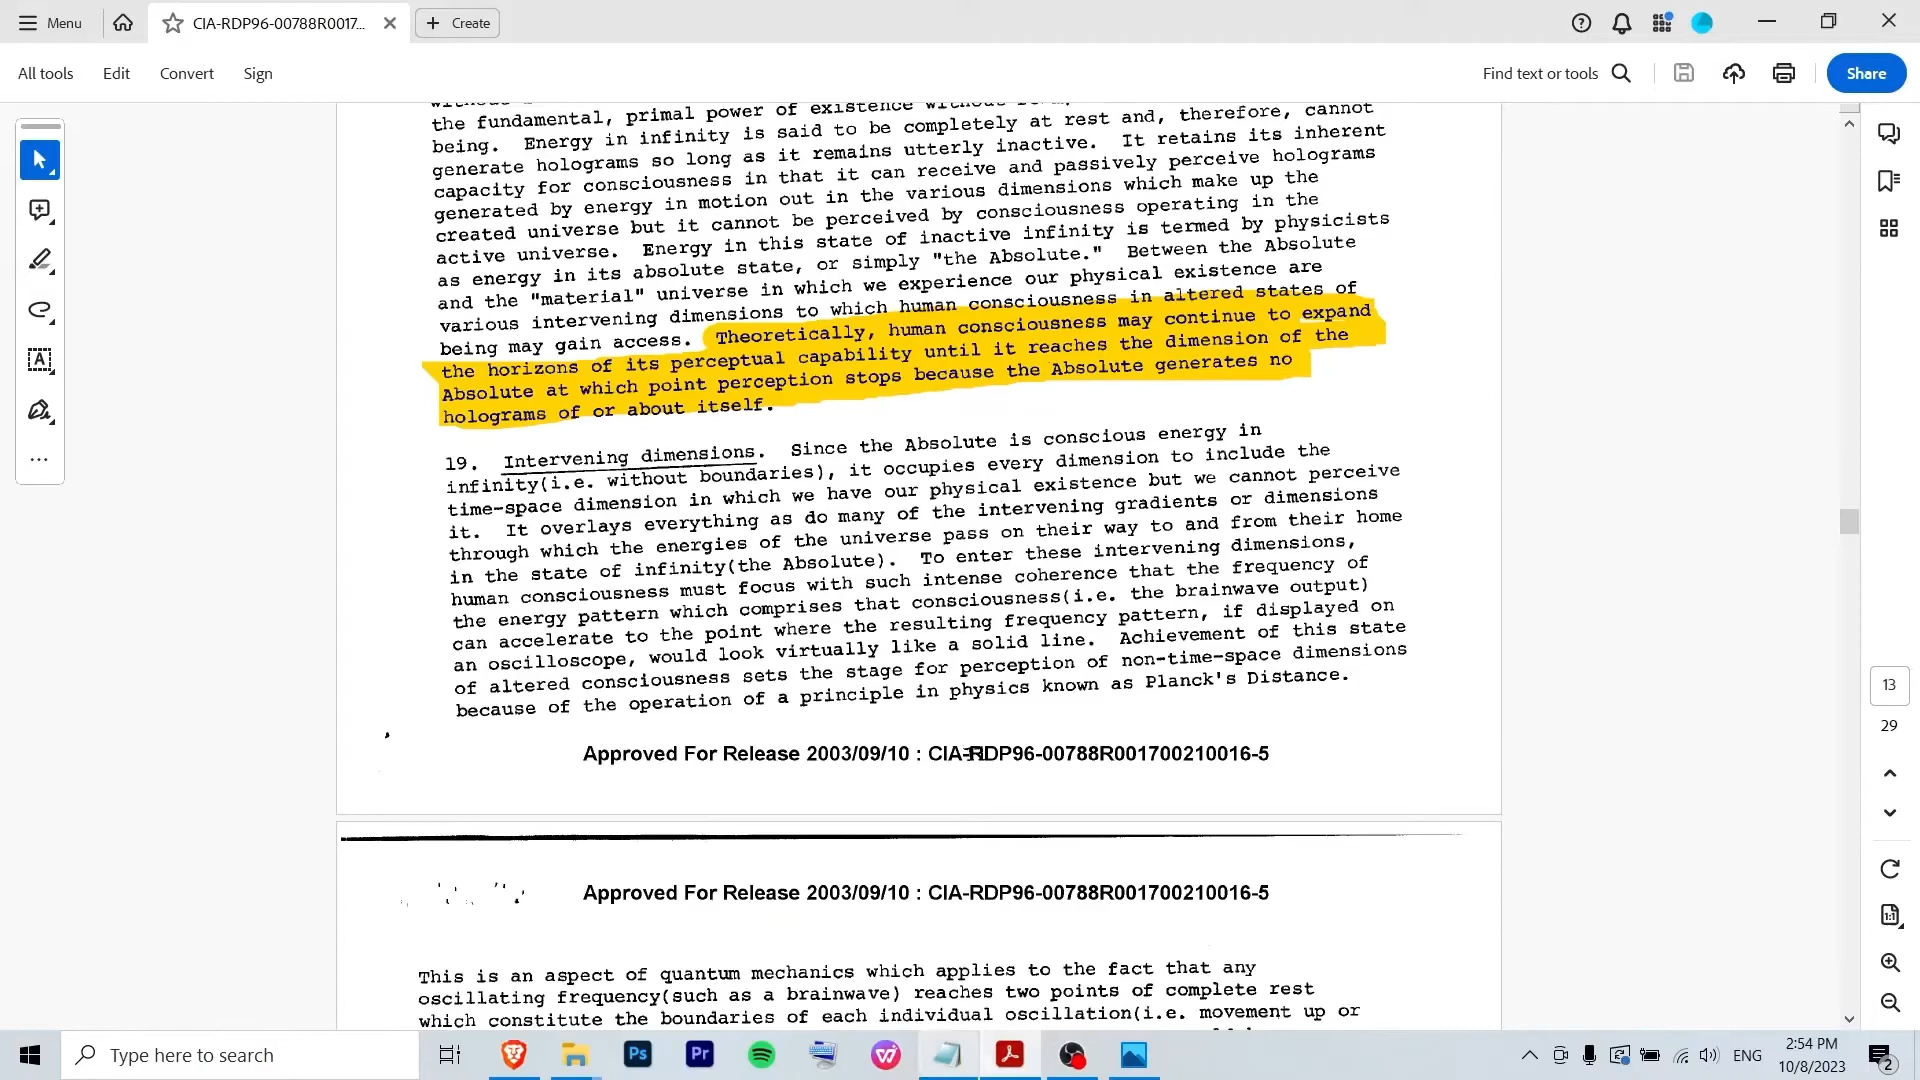 Menu
CIA-RDP96-00788R0017...
Create
All tools
Edit
Convert
Sign
Find text or tools
Share
the fundamental, primal power of existence without
being. Energy in infinity is said to be completely at rest and, therefore, cannot
generate holograms so long as it remains utterly inactive. It retains its inherent
capacity for consciousness in that it can receive and passively perceive holograms
generated by energy in motion out in the various dimensions which make up the
created universe but it cannot be perceived by consciousness operating in the
active universe. Energy in this state of inactive infinity is termed by physicists
as energy in its absolute state, or simply "the Absolute." Between the Absolute
and the "material" universe in which we experience our physical existence are
various intervening dimensions to which human consciousness in altered states of
being may gain access. Theoretically, human consciousness may continue to expand
the horizons of its perceptual capability until it reaches the dimension of the
Absolute at which point perception stops because the Absolute generates no
holograms of or about itself.
19. Intervening dimensions. Since the Absolute is conscious energy in
infinity(i.e. without boundaries), it occupies every dimension to include the
time-space dimension in which we have our physical existence but we cannot perceive
it. It overlays everything as do many of the intervening gradients or dimensions
through which the energies of the universe pass on their way to and from their home
in the state of infinity(the Absolute). To enter these intervening dimensions,
human consciousness must focus with such intense coherence that the frequency of
the energy pattern which comprises that consciousness(i.e. the brainwave output)
can accelerate to the point where the resulting frequency pattern, if displayed on
an oscilloscope, would look virtually like a solid line. Achievement of this state
of altered consciousness sets the stage for perception of non-time-space dimensions
because of the operation of a principle in physics known as Planck's Distance.
Approved For Release 2003/09/10 : CIA-RDP96-00788R001700210016-5
Approved For Release 2003/09/10 : CIA-RDP96-00788R001700210016-5
This is an aspect of quantum mechanics which applies to the fact that any
oscillating frequency(such as a brainwave) reaches two points of complete rest
which constitute the boundaries of each individual oscillation(i.e. movement up or
13
29
1:1
Type here to search
Ps
Pr
ENG
2:54 PM
10/8/2023
2